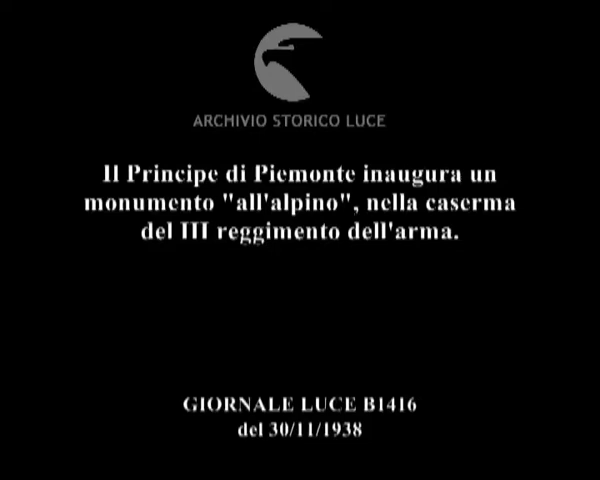 ARCHIVIO STORICO LUCE
Il Principe di Piemonte inaugura un
monumento "all'alpino", nella caserma
del III reggimento dell'arma.
GIORNALE LUCE B1416
del 30/11/1938